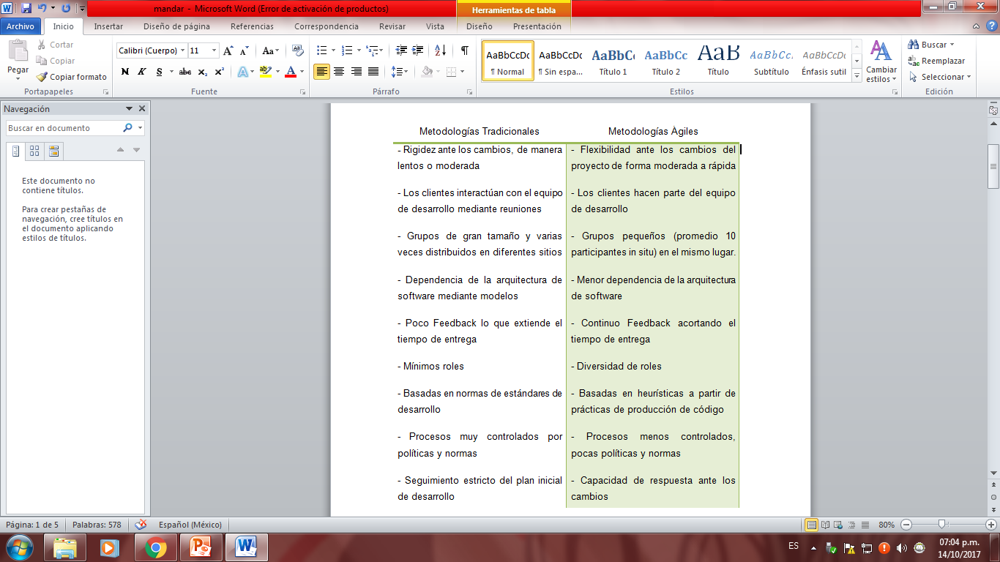 mandar - Microsoft Word (Error de activación de productos)
Herramientas de tabla
Archivo Inicio Insertar Diseño de página Referencias Correspondencia Revisar Vista Diseño Presentación
Pegar
Cortar
Copiar
Copiar formato
Portapapeles
Calibri (Cuerpo) 11
N K S abc x₂ x²
Fuente
Párrafo
AaBbCcDc AaBbCcDc AaBbC AaBbCc AaB AaBbCc. AaBbCcDc
¶ Normal ¶ Sin espa... Título 1 Título 2 Título Subtítulo Énfasis sutil
Estilos
Cambiar estilos
Buscar
Reemplazar
Seleccionar
Edición
Navegación
Buscar en documento
Este documento no
contiene títulos.
Para crear pestañas de
navegación, cree títulos en
el documento aplicando
estilos de títulos.
Metodologías Tradicionales Metodologías Àgiles
- Rigidez ante los cambios, de manera
lentos o moderada
- Flexibilidad ante los cambios del
proyecto de forma moderada a rápida
- Los clientes interactúan con el equipo
de desarrollo mediante reuniones
- Los clientes hacen parte del equipo
de desarrollo
- Grupos de gran tamaño y varias
veces distribuidos en diferentes sitios
- Grupos pequeños (promedio 10
participantes in situ) en el mismo lugar.
- Dependencia de la arquitectura de
software mediante modelos
- Menor dependencia de la arquitectura
de software
- Poco Feedback lo que extiende el
tiempo de entrega
- Continuo Feedback acortando el
tiempo de entrega
- Mínimos roles
- Diversidad de roles
- Basadas en normas de estándares de
desarrollo
- Basadas en heurísticas a partir de
prácticas de producción de código
- Procesos muy controlados por
políticas y normas
- Procesos menos controlados,
pocas políticas y normas
- Seguimiento estricto del plan inicial
de desarrollo
- Capacidad de respuesta ante los
cambios
Página: 1 de 5 Palabras: 578 Español (México) 80%
ES 07:04 p.m.
14/10/2017